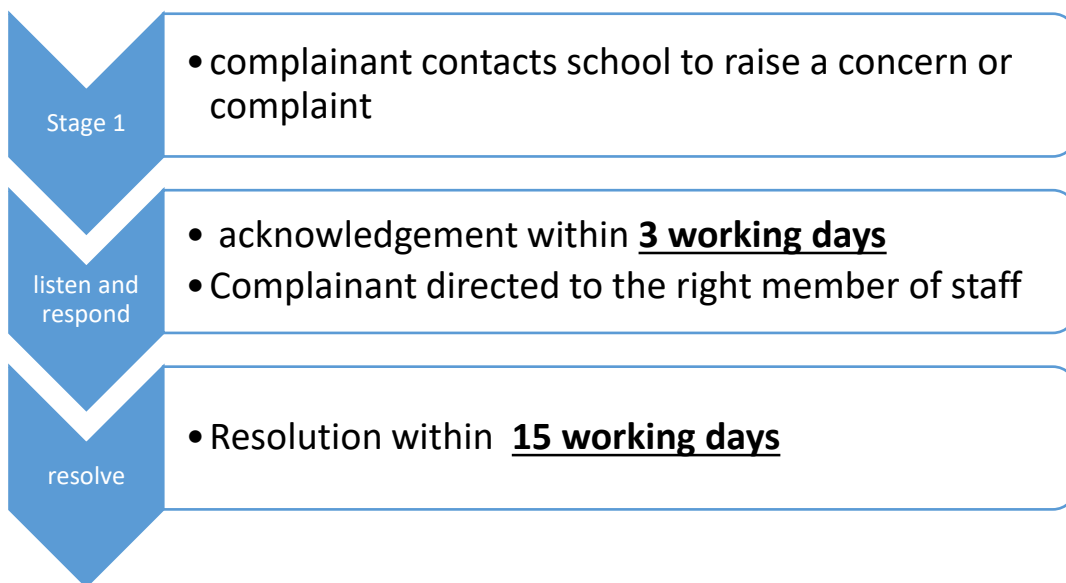 Stage 1
• complainant contacts school to raise a concern or
complaint
listen and
respond
• acknowledgement within 3 working days
• Complainant directed to the right member of staff
resolve
• Resolution within 15 working days